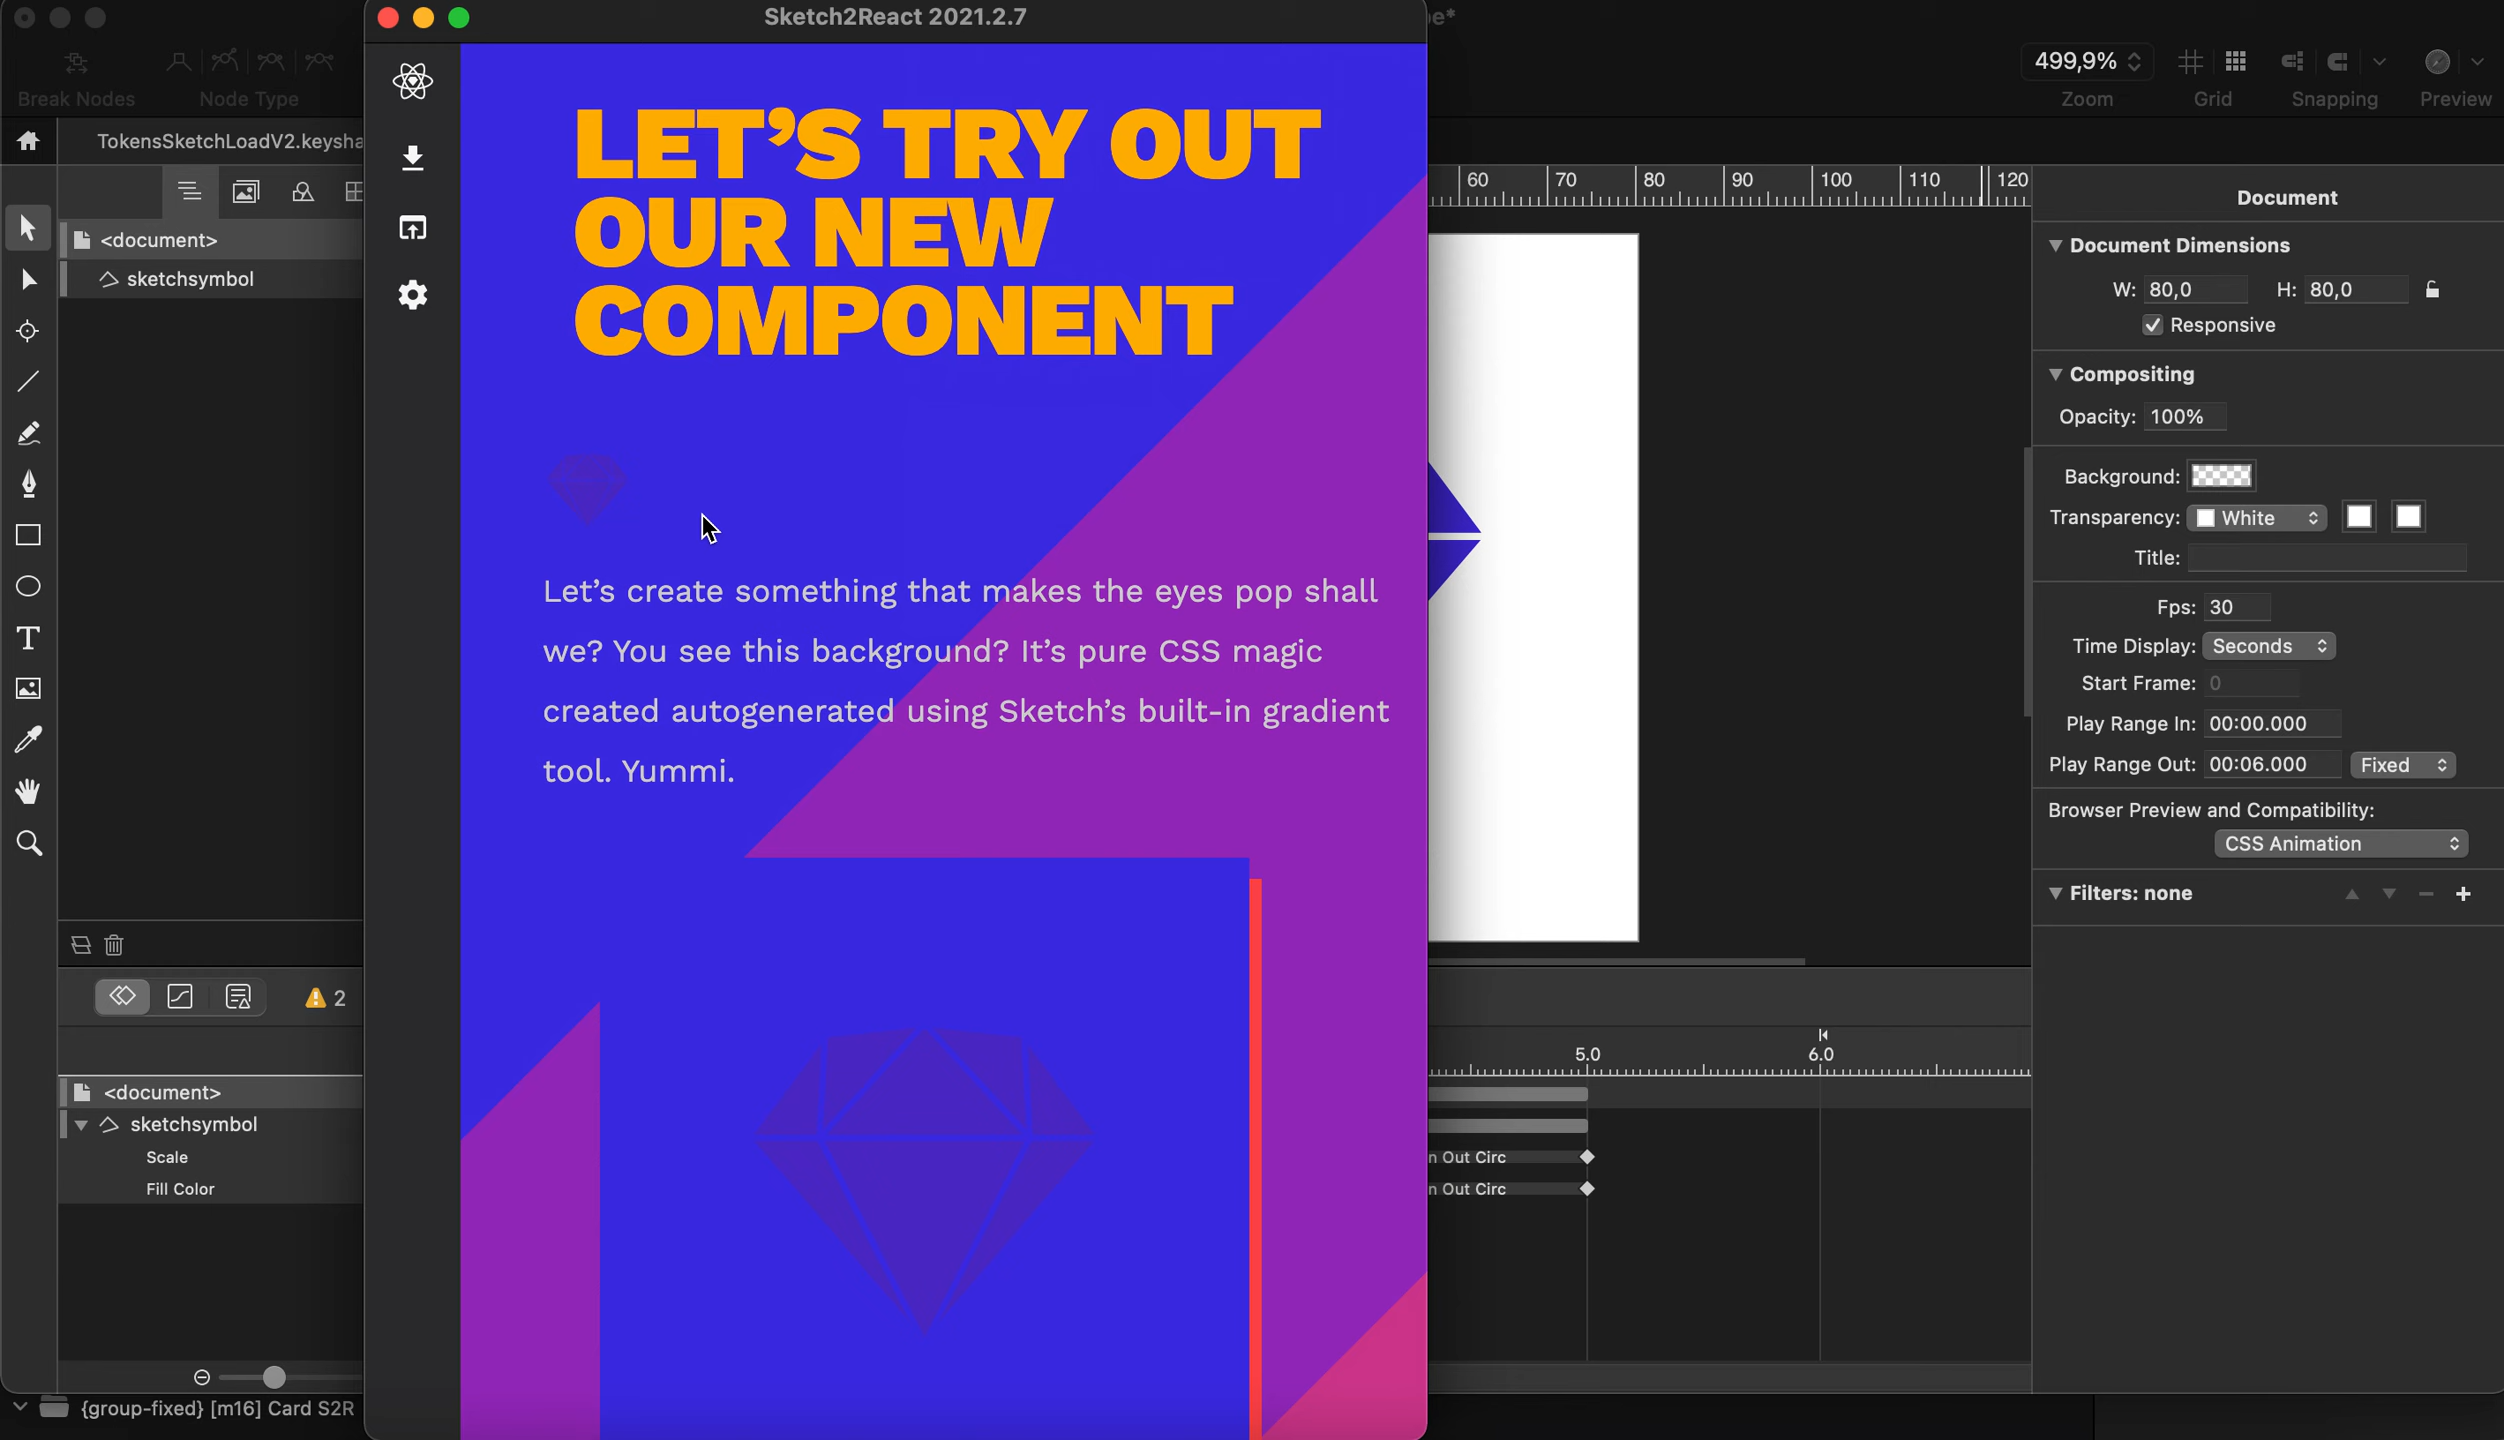 Sketch2React 2021.2.7
pe*
Break Nodes
Node Type
499,9%
Zoom
Grid
Snapping
Preview
TokensSketchLoadV2.keysha
<document>
sketchsymbol
LET’S TRY OUT
OUR NEW
COMPONENT
Let’s create something that makes the eyes pop shall
we? You see this background? It’s pure CSS magic
created autogenerated using Sketch’s built-in gradient
tool. Yummi.
60 70 80 90 100 110 120
Document
Document Dimensions
W: 80,0 H: 80,0
Responsive
Compositing
Opacity: 100%
Background:
Transparency: White
Title:
Fps: 30
Time Display: Seconds
Start Frame: 0
Play Range In: 00:00.000
Play Range Out: 00:06.000 Fixed
Browser Preview and Compatibility:
CSS Animation
Filters: none
2
<document>
sketchsymbol
Scale
Fill Color
5.0 6.0
n Out Circ
n Out Circ
{group-fixed} [m16] Card S2R